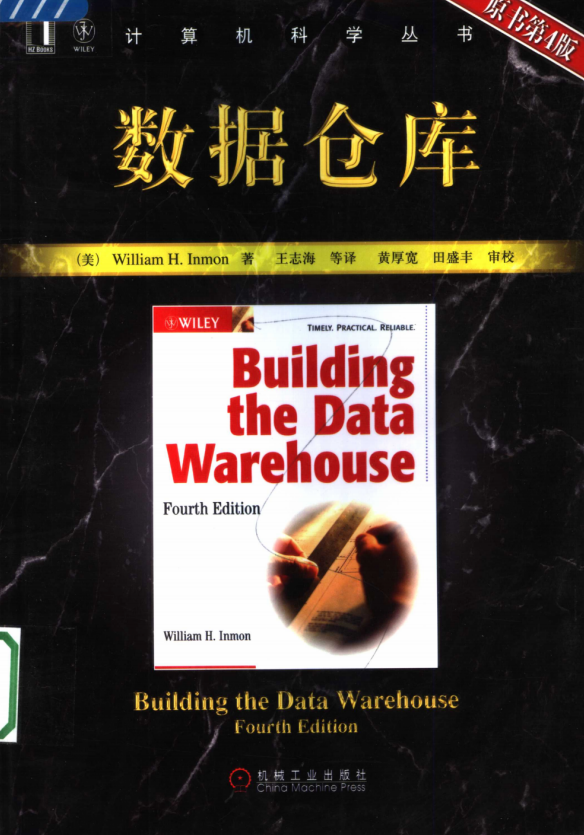 HZ Books
WILEY
计算机科学丛书
原书第4版
数据仓库
(美) William H. Inmon 著 王志海 等译 黄厚宽 田盛丰 审校
WILEY
TIMELY. PRACTICAL. RELIABLE.
Building
the Data
Warehouse
Fourth Edition
William H. Inmon
Building the Data Warehouse
Fourth Edition
机械工业出版社
China Machine Press